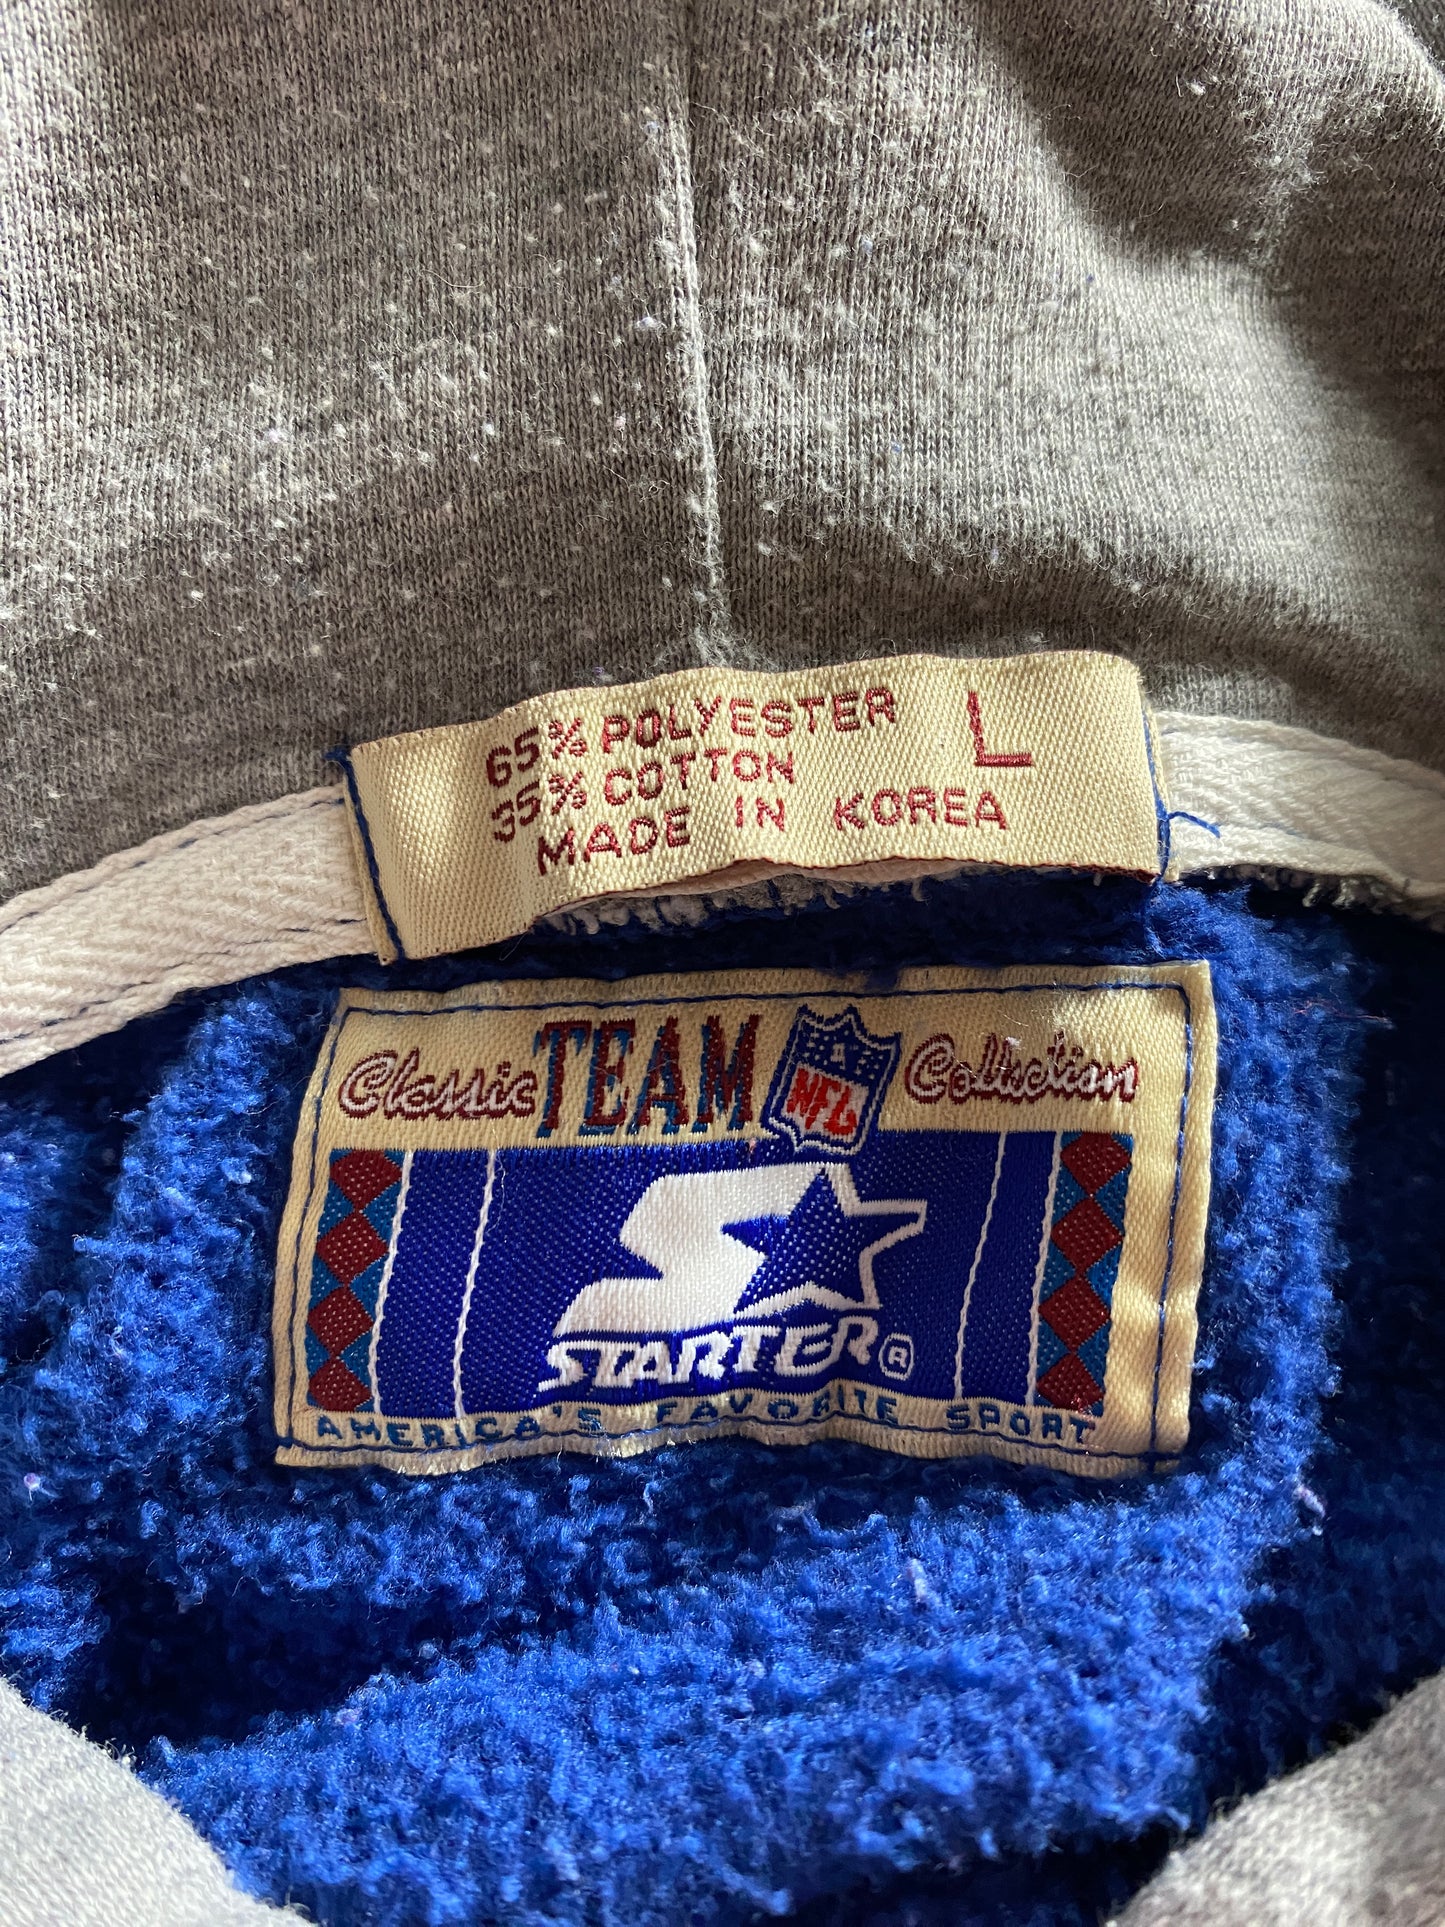 65% POLYESTER L
35% COTTON
MADE IN KOREA
Classic TEAM NFL Collection
STARTER®
AMERICA'S FAVORITE SPORT